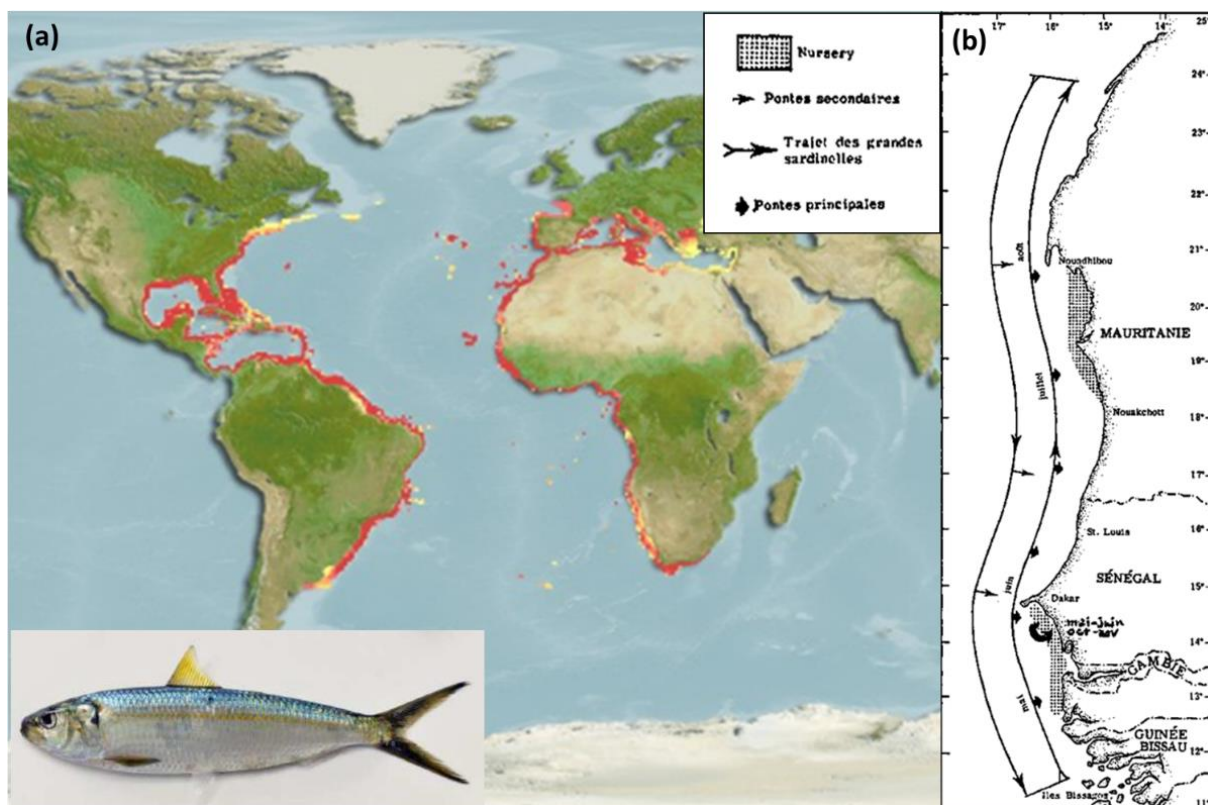 (a)
Nursery
Pontes secondaires
Trajet des grandes
sardinelles
Pontes principales
(b)
17°
16°
15°
25°
24°
23°
22°
21°
20°
19°
18°
17°
16°
15°
14°
13°
12°
11°
août
juillet
juin
mai
Nouadhibou
MAURITANIE
Nouakchott
St. Louis
SÉNÉGAL
Dakar
mai-juin
oct-nov
GAMBIE
GUINÉE
BISSAU
iles Bissagos